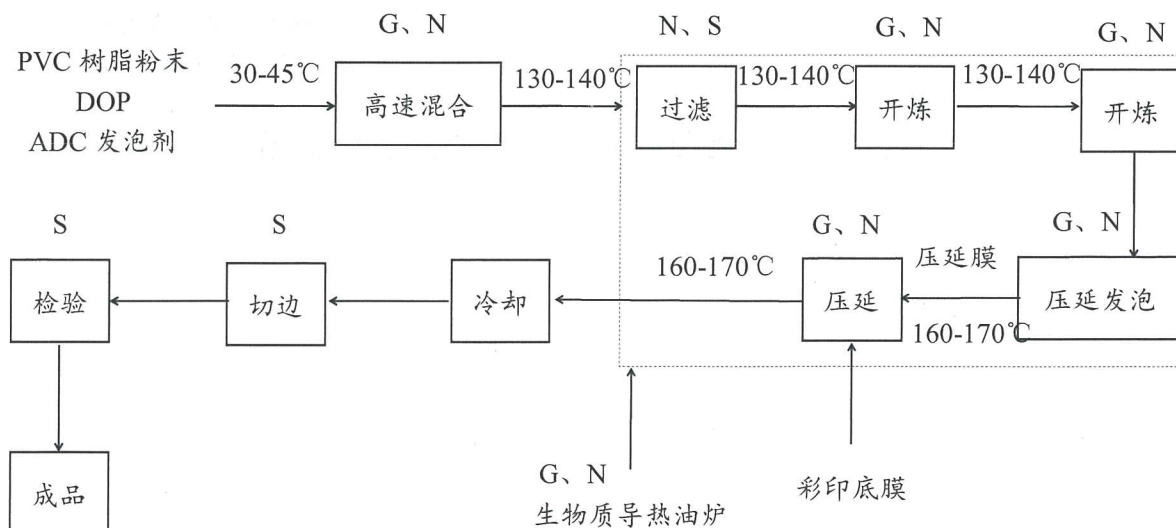 G、N
N、S
G、N
G、N
PVC 树脂粉末
DOP
ADC 发泡剂
30-45℃
高速混合
130-140℃
过滤
130-140℃
开炼
130-140℃
开炼
S
S
G、N
G、N
检验
切边
冷却
160-170℃
压延
压延膜
160-170℃
压延发泡
成品
G、N
生物质导热油炉
彩印底膜